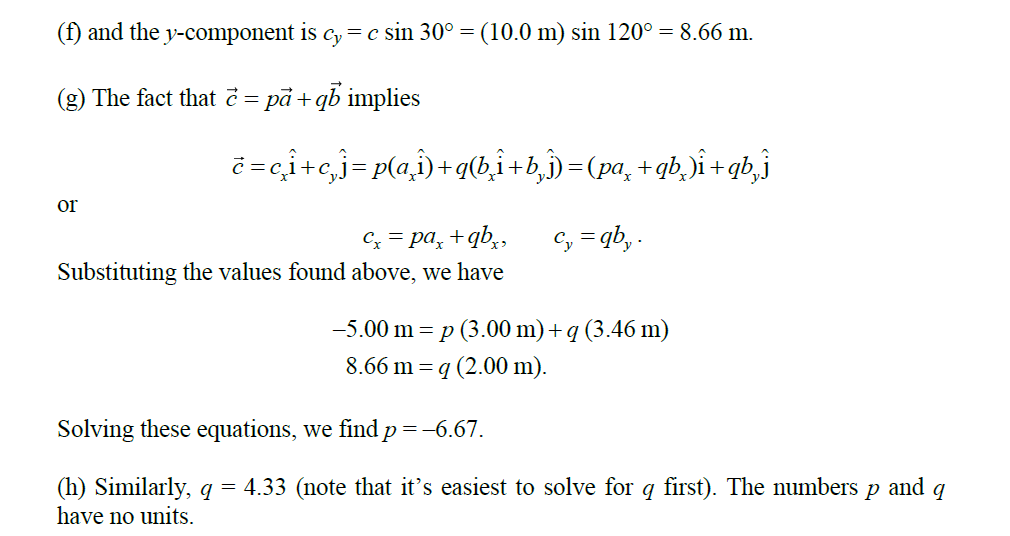 (f) and the y-component is c_y = c sin 30° = (10.0 m) sin 120° = 8.66 m.
(g) The fact that c⃗ = pa⃗ + qb⃗ implies
c⃗ = c_x î + c_y ĵ = p(a_x î) + q(b_x î + b_y ĵ) = (pa_x + qb_x)î + qb_y ĵ
or
c_x = pa_x + qb_x, c_y = qb_y .
Substituting the values found above, we have
–5.00 m = p (3.00 m) + q (3.46 m)
8.66 m = q (2.00 m).
Solving these equations, we find p = –6.67.
(h) Similarly, q = 4.33 (note that it’s easiest to solve for q first). The numbers p and q
have no units.